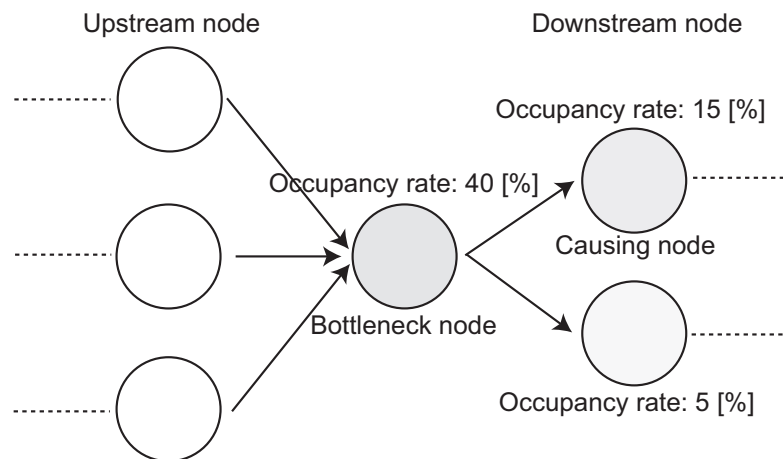 Upstream node
Downstream node
Occupancy rate: 15 [%]
Occupancy rate: 40 [%]
Causing node
Bottleneck node
Occupancy rate: 5 [%]